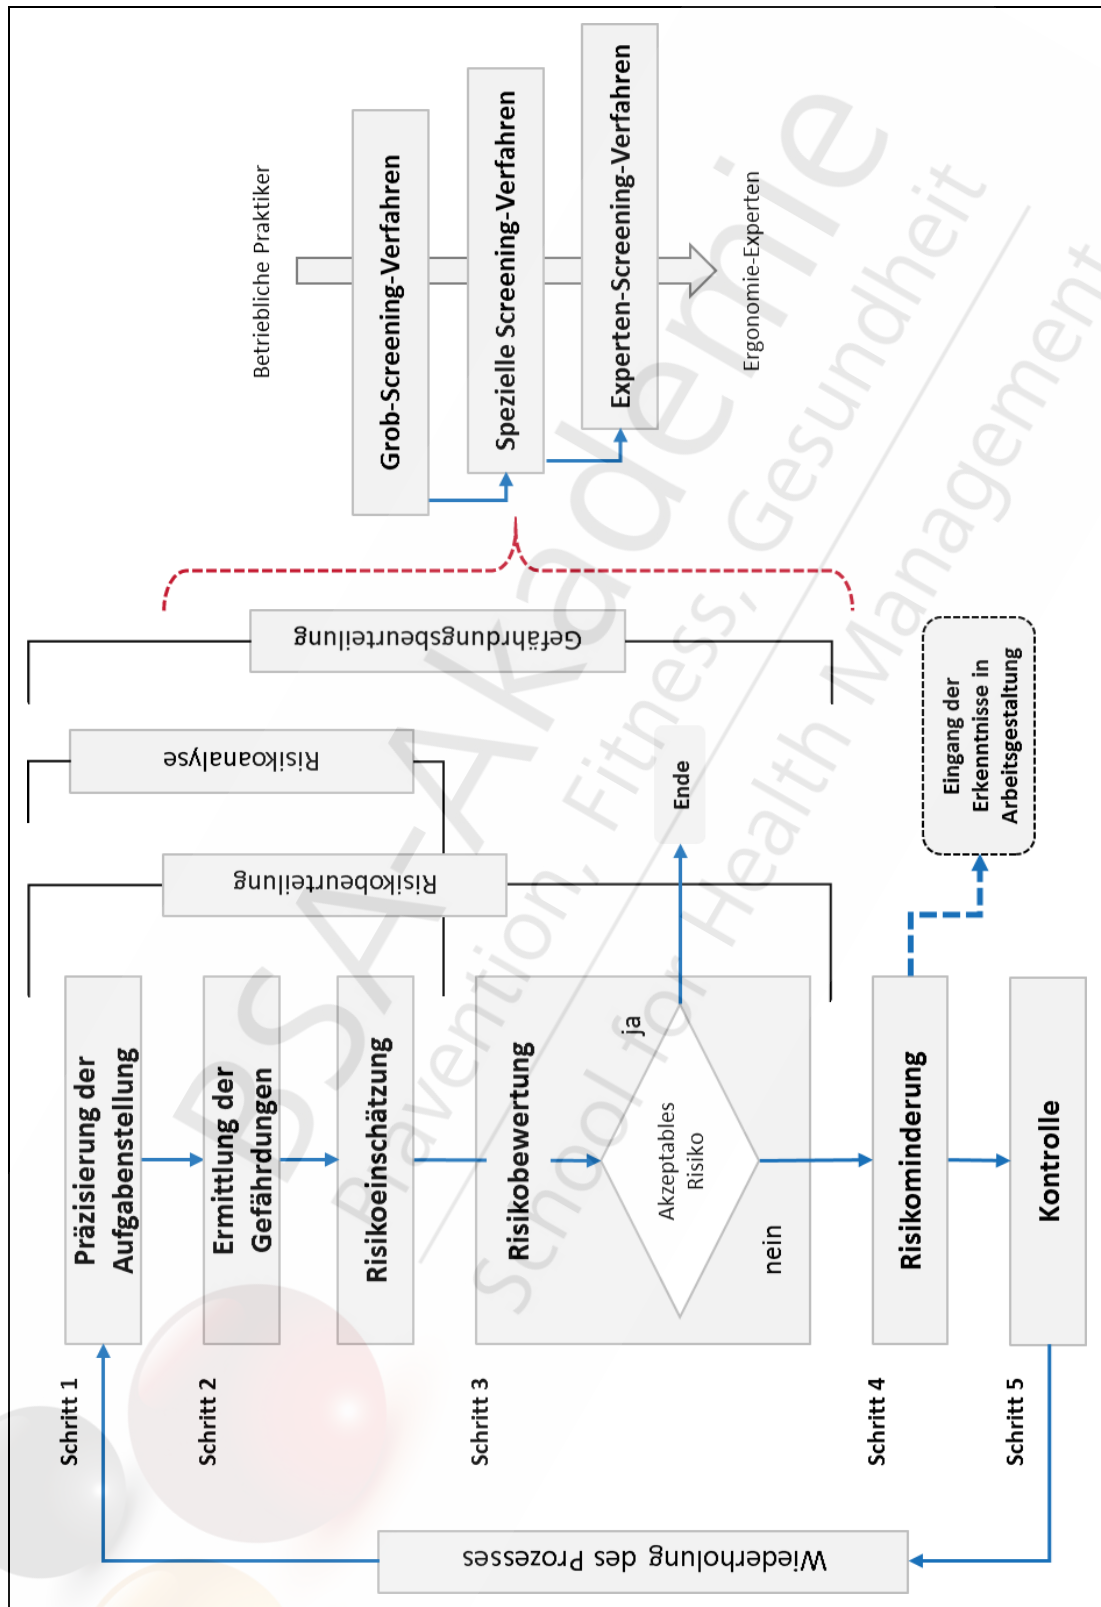 Schritt 1
Präzisierung der
Aufgabenstellung
Schritt 2
Ermittlung der
Gefährdungen
Risikoeinschätzung
Schritt 3
Risikobewertung
Akzeptables
Risiko
ja
nein
Ende
Schritt 4
Risikominderung
Schritt 5
Kontrolle
Wiederholung des Prozesses
Risikobeurteilung
Risikoanalyse
Gefährdungsbeurteilung
Eingang der
Erkenntnisse in
Arbeitsgestaltung
Betriebliche Praktiker
Grob-Screening-Verfahren
Spezielle Screening-Verfahren
Experten-Screening-Verfahren
Ergonomie-Experten
BSA-Akademie
Prävention, Fitness, Gesundheit
School for Health Management